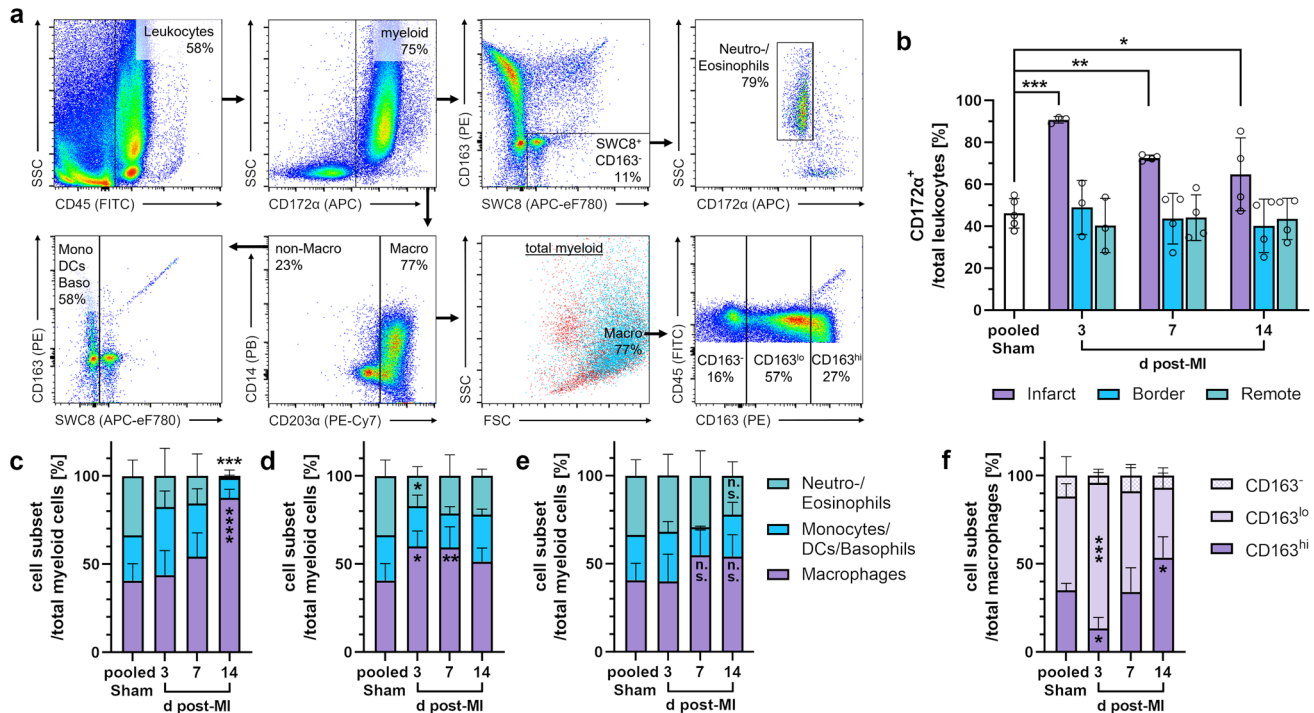 a
SSC
Leukocytes
58%
CD45 (FITC)
SSC
myeloid
75%
CD172α (APC)
CD163 (PE)
SWC8⁺
CD163⁻
11%
SWC8 (APC-eF780)
SSC
Neutro-/
Eosinophils
79%
CD172α (APC)
CD163 (PE)
Mono
DCs
Baso
58%
SWC8 (APC-eF780)
CD14 (PB)
non-Macro
23%
Macro
77%
CD203α (PE-Cy7)
SSC
total myeloid
Macro
77%
FSC
CD45 (FITC)
CD163⁻
16%
CD163ˡᵒ
57%
CD163ʰⁱ
27%
CD163 (PE)
b
CD172α⁺
/total leukocytes [%]
100
80
60
40
20
0
*
**
***
pooled
Sham
3
7
14
d post-MI
Infarct
Border
Remote
c
cell subset
/total myeloid cells [%]
100
50
0
***
****
pooled
Sham
3
7
14
d post-MI
d
cell subset
/total myeloid cells [%]
100
50
0
*
*
**
pooled
Sham
3
7
14
d post-MI
e
cell subset
/total myeloid cells [%]
100
50
0
n.
s.
n.
s.
n.
s.
pooled
Sham
3
7
14
d post-MI
Neutro-/
Eosinophils
Monocytes/
DCs/Basophils
Macrophages
f
cell subset
/total macrophages [%]
100
50
0
***
*
*
pooled
Sham
3
7
14
d post-MI
CD163⁻
CD163ˡᵒ
CD163ʰⁱ